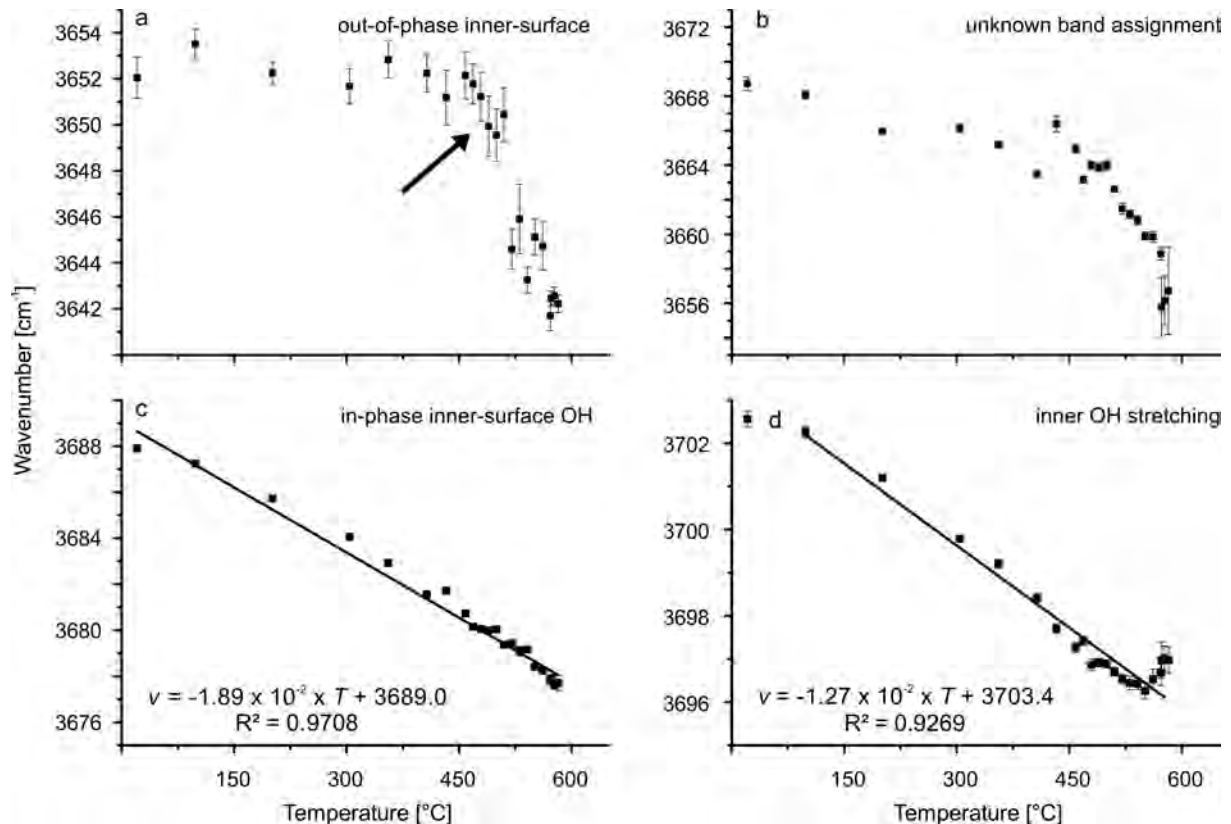 a
out-of-phase inner-surface
3654
3652
3650
3648
3646
3644
3642
b
unknown band assignment
3672
3668
3664
3660
3656
Wavenumber [cm⁻¹]
c
in-phase inner-surface OH
3688
3684
3680
3676
v = -1.89 x 10⁻² x T + 3689.0
R² = 0.9708
150
300
450
600
Temperature [°C]
d
inner OH stretching
3702
3700
3698
3696
v = -1.27 x 10⁻² x T + 3703.4
R² = 0.9269
150
300
450
600
Temperature [°C]